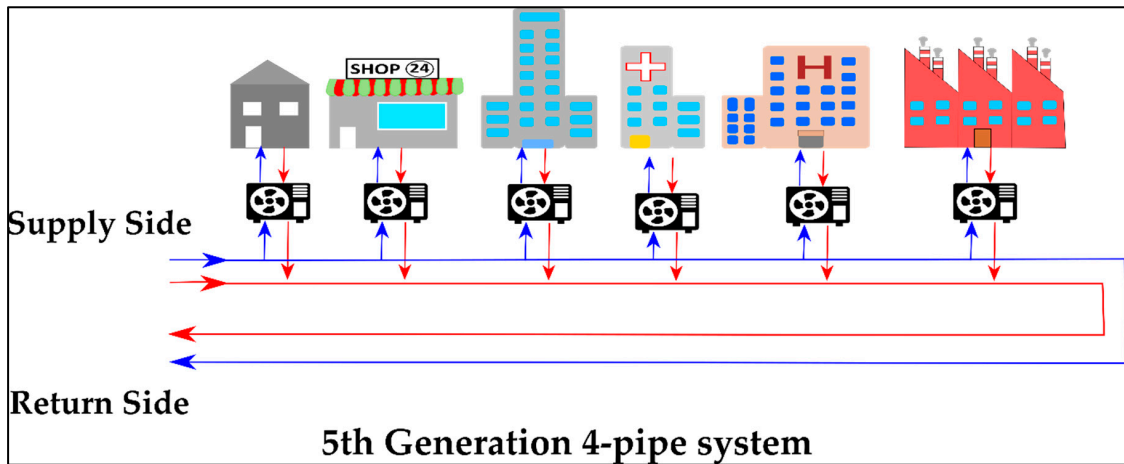 SHOP 24
H
Supply Side
Return Side
5th Generation 4-pipe system